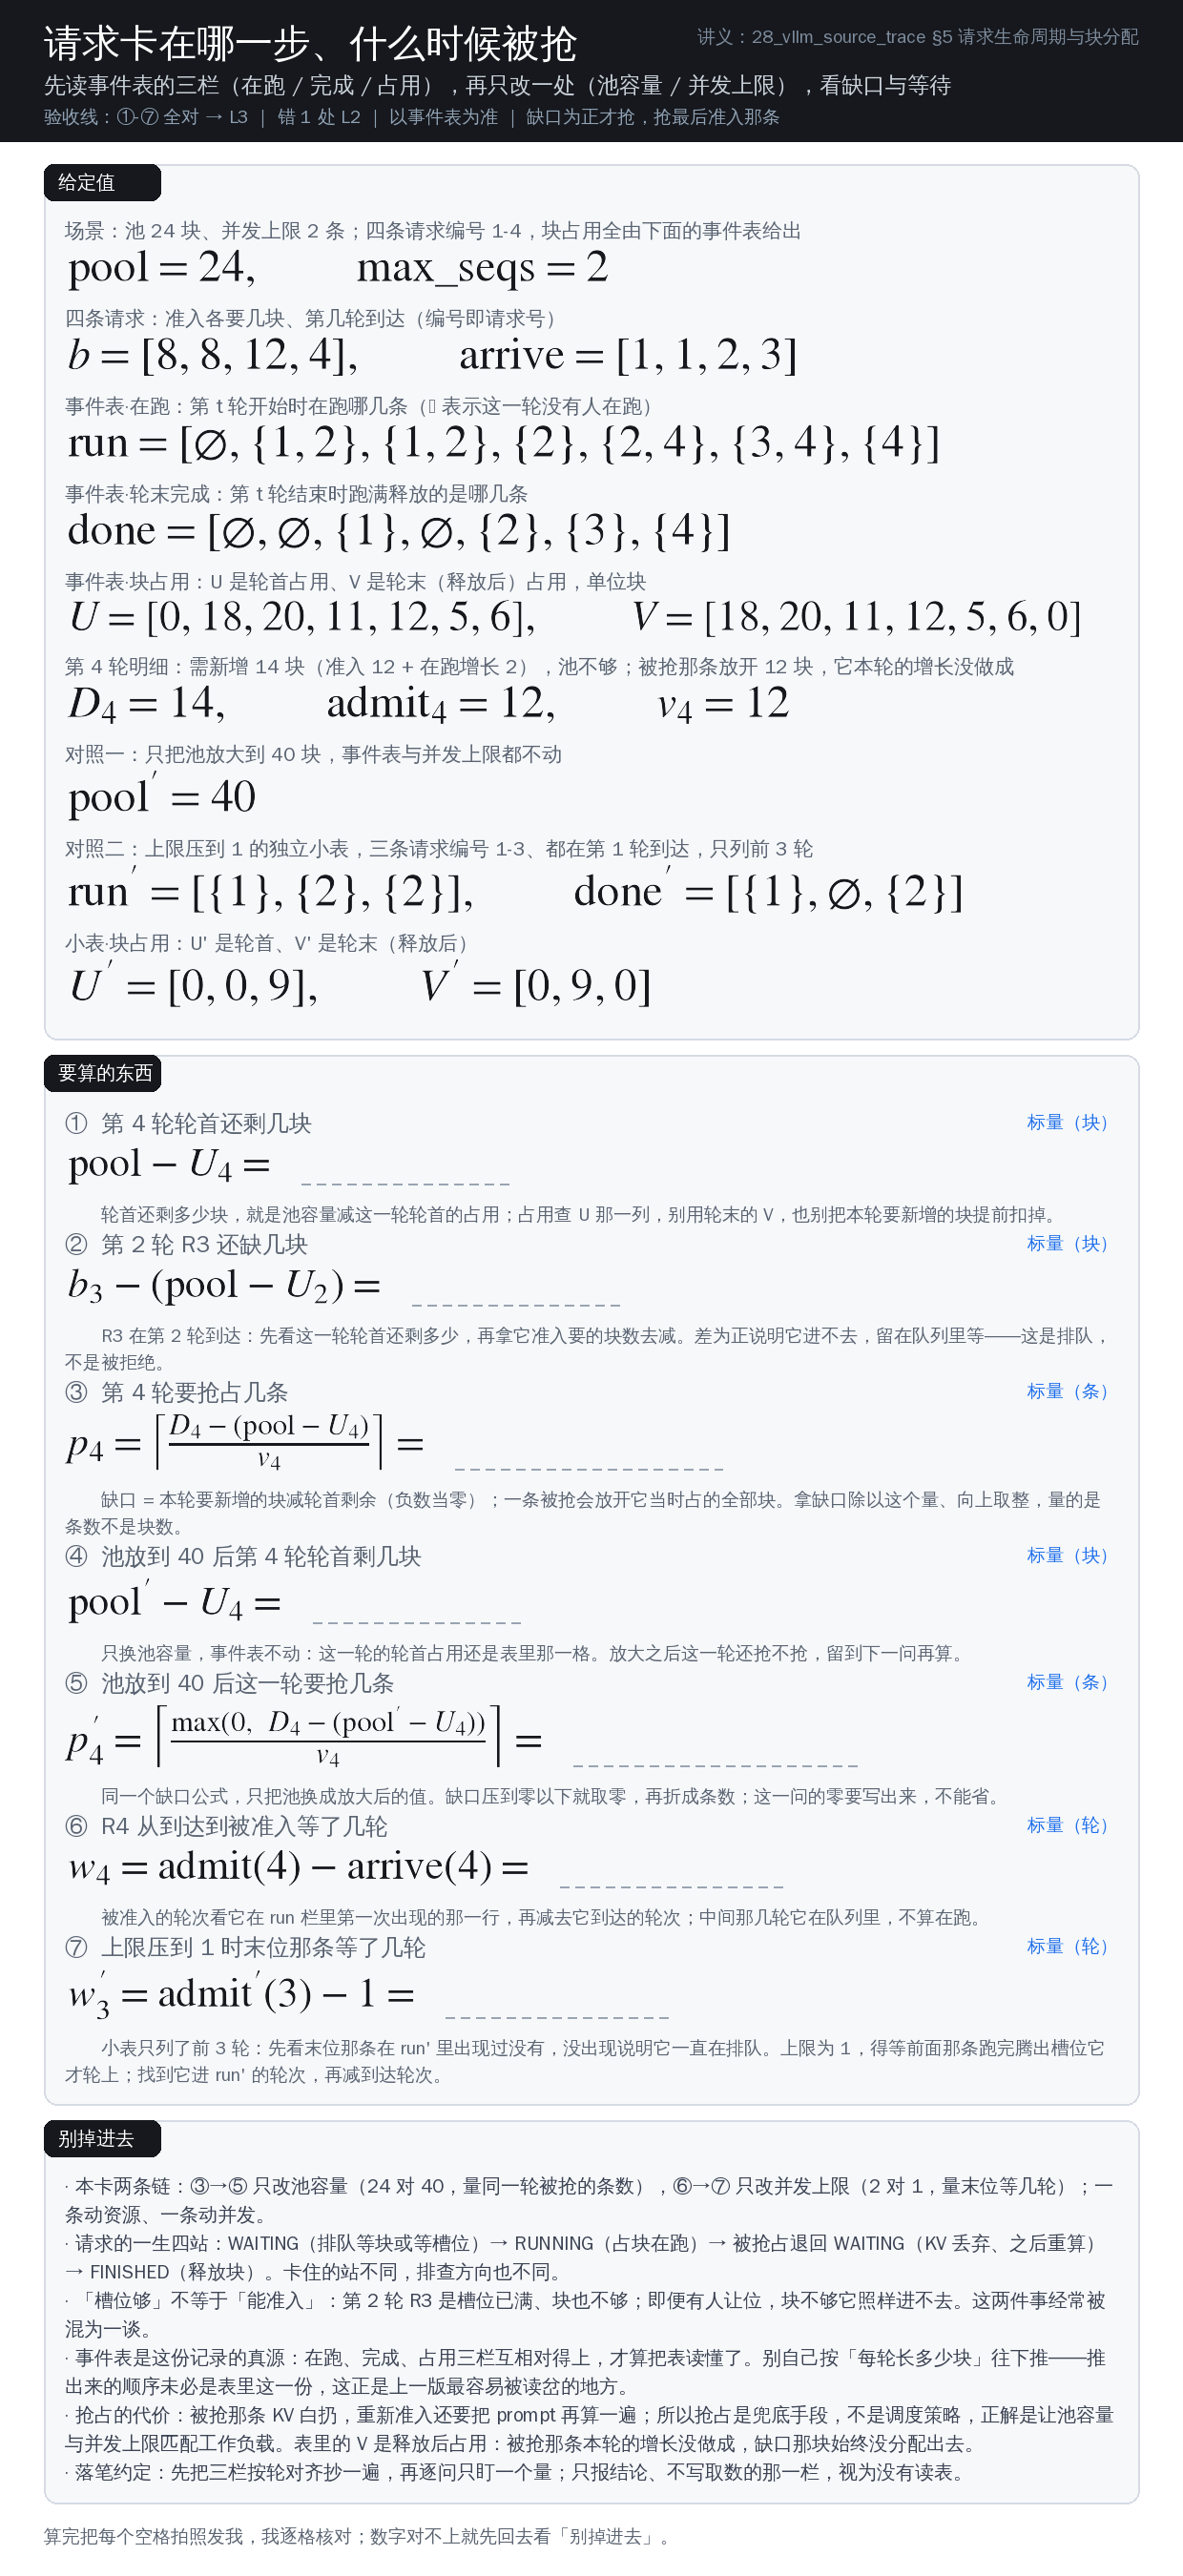 请求卡在哪一步、什么时候被抢
讲义：28_vllm_source_trace §5 请求生命周期与块分配
先读事件表的三栏（在跑 / 完成 / 占用），再只改一处（池容量 / 并发上限），看缺口与等待
验收线：①-⑦ 全对 → L3 ｜ 错 1 处 L2 ｜ 以事件表为准 ｜ 缺口为正才抢，抢最后准入那条
给定值
场景：池 24 块、并发上限 2 条；四条请求编号 1-4，块占用全由下面的事件表给出
pool = 24, max_seqs = 2
四条请求：准入各要几块、第几轮到达（编号即请求号）
b = [8, 8, 12, 4], arrive = [1, 1, 2, 3]
事件表·在跑：第 t 轮开始时在跑哪几条（▯ 表示这一轮没有人在跑）
run = [∅, {1, 2}, {1, 2}, {2}, {2, 4}, {3, 4}, {4}]
事件表·轮末完成：第 t 轮结束时跑满释放的是哪几条
done = [∅, ∅, {1}, ∅, {2}, {3}, {4}]
事件表·块占用：U 是轮首占用、V 是轮末（释放后）占用，单位块
U = [0, 18, 20, 11, 12, 5, 6], V = [18, 20, 11, 12, 5, 6, 0]
第 4 轮明细：需新增 14 块（准入 12 + 在跑增长 2），池不够；被抢那条放开 12 块，它本轮的增长没做成
D₄ = 14, admit₄ = 12, v₄ = 12
对照一：只把池放大到 40 块，事件表与并发上限都不动
pool′ = 40
对照二：上限压到 1 的独立小表，三条请求编号 1-3、都在第 1 轮到达，只列前 3 轮
run′ = [{1}, {2}, {2}], done′ = [{1}, ∅, {2}]
小表·块占用：U' 是轮首、V' 是轮末（释放后）
U′ = [0, 0, 9], V′ = [0, 9, 0]
要算的东西
① 第 4 轮轮首还剩几块 标量（块）
pool − U₄ =
轮首还剩多少块，就是池容量减这一轮轮首的占用；占用查 U 那一列，别用轮末的 V，也别把本轮要新增的块提前扣掉。
② 第 2 轮 R3 还缺几块 标量（块）
b₃ − (pool − U₂) =
R3 在第 2 轮到达：先看这一轮轮首还剩多少，再拿它准入要的块数去减。差为正说明它进不去，留在队列里等——这是排队，
不是被拒绝。
③ 第 4 轮要抢占几条 标量（条）
p₄ = ⌈(D₄ − (pool − U₄)) / v₄⌉ =
缺口 = 本轮要新增的块减轮首剩余（负数当零）；一条被抢会放开它当时占的全部块。拿缺口除以这个量、向上取整，量的是
条数不是块数。
④ 池放到 40 后第 4 轮轮首剩几块 标量（块）
pool′ − U₄ =
只换池容量，事件表不动：这一轮的轮首占用还是表里那一格。放大之后这一轮还抢不抢，留到下一问再算。
⑤ 池放到 40 后这一轮要抢几条 标量（条）
p₄′ = ⌈max(0, D₄ − (pool′ − U₄)) / v₄⌉ =
同一个缺口公式，只把池换成放大后的值。缺口压到零以下就取零，再折成条数；这一问的零要写出来，不能省。
⑥ R4 从到达到被准入等了几轮 标量（轮）
w₄ = admit(4) − arrive(4) =
被准入的轮次看它在 run 栏里第一次出现的那一行，再减去它到达的轮次；中间那几轮它在队列里，不算在跑。
⑦ 上限压到 1 时末位那条等了几轮 标量（轮）
w₃′ = admit′(3) − 1 =
小表只列了前 3 轮：先看末位那条在 run' 里出现过没有，没出现说明它一直在排队。上限为 1，得等前面那条跑完腾出槽位它
才轮上；找到它进 run' 的轮次，再减到达轮次。
别掉进去
· 本卡两条链：③→⑤ 只改池容量（24 对 40，量同一轮被抢的条数），⑥→⑦ 只改并发上限（2 对 1，量末位等几轮）；一
条动资源、一条动并发。
· 请求的一生四站：WAITING（排队等块或等槽位）→ RUNNING（占块在跑）→ 被抢占退回 WAITING（KV 丢弃、之后重算）
→ FINISHED（释放块）。卡住的站不同，排查方向也不同。
· 「槽位够」不等于「能准入」：第 2 轮 R3 是槽位已满、块也不够；即便有人让位，块不够它照样进不去。这两件事经常被
混为一谈。
· 事件表是这份记录的真源：在跑、完成、占用三栏互相对得上，才算把表读懂了。别自己按「每轮长多少块」往下推——推
出来的顺序未必是表里这一份，这正是上一版最容易被读岔的地方。
· 抢占的代价：被抢那条 KV 白扔，重新准入还要把 prompt 再算一遍；所以抢占是兜底手段，不是调度策略，正解是让池容量
与并发上限匹配工作负载。表里的 V 是释放后占用：被抢那条本轮的增长没做成，缺口那块始终没分配出去。
· 落笔约定：先把三栏按轮对齐抄一遍，再逐问只盯一个量；只报结论、不写取数的那一栏，视为没有读表。
算完把每个空格拍照发我，我逐格核对；数字对不上就先回去看「别掉进去」。